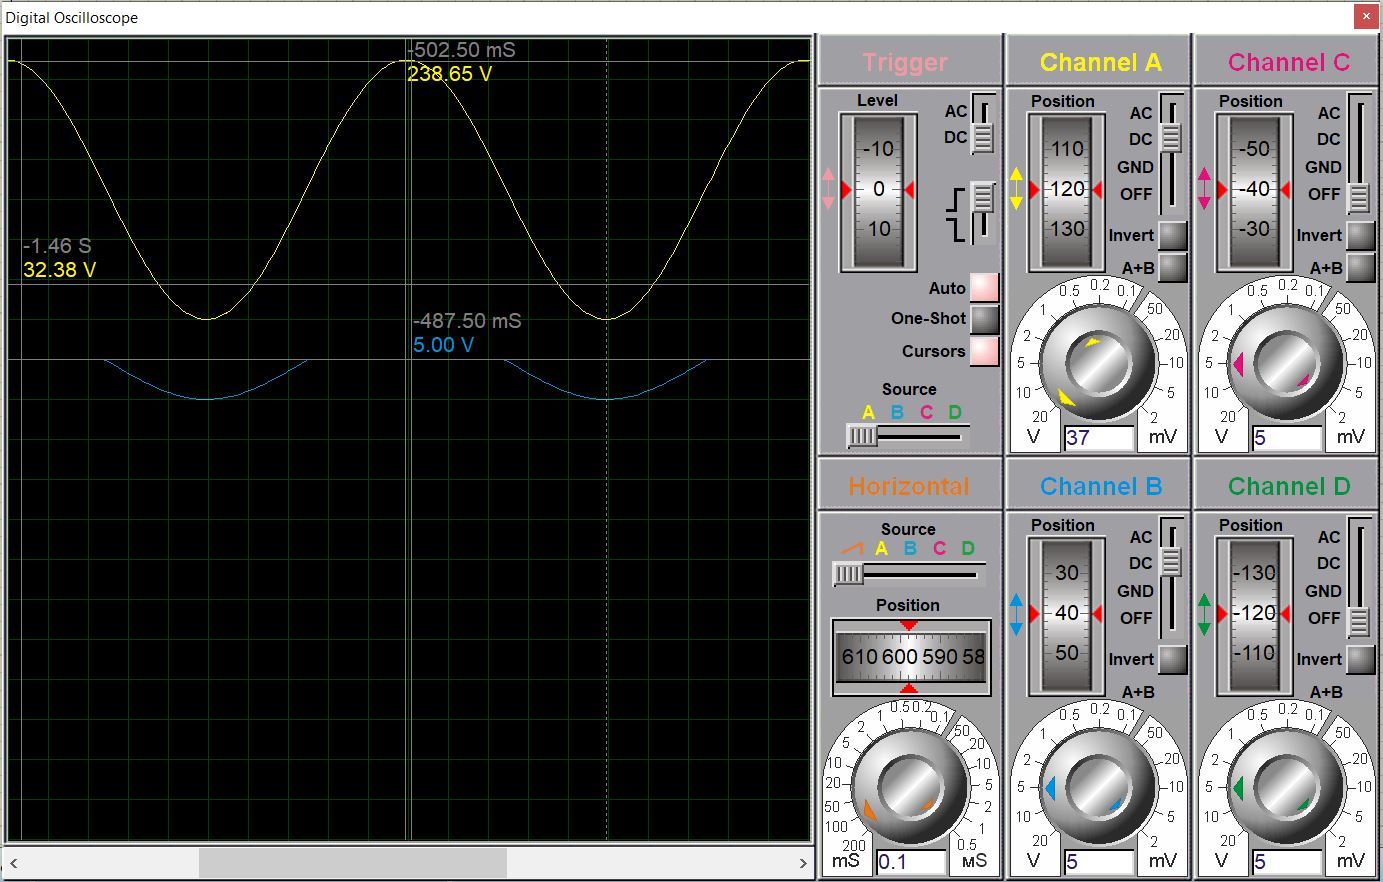 Digital Oscilloscope
-502.50 mS
238.65 V
-1.46 S
32.38 V
-487.50 mS
5.00 V
Trigger
Level
-10
0
10
AC
DC
Auto
One-Shot
Cursors
Source
A B C D
Channel A
Position
110
120
130
AC
DC
GND
OFF
Invert
A+B
20
10
5
2
1
0.5
0.2
0.1
50
20
10
5
2
V
37
mV
Channel C
Position
-50
-40
-30
AC
DC
GND
OFF
Invert
A+B
20
10
5
2
1
0.5
0.2
0.1
50
20
10
5
2
V
5
mV
Horizontal
Source
A B C D
Position
610 600 590 58
200
100
50
20
10
5
2
1
0.5
0.2
0.1
50
20
10
5
2
1
0.5
mS
0.1
мS
Channel B
Position
30
40
50
AC
DC
GND
OFF
Invert
A+B
20
10
5
2
1
0.5
0.2
0.1
50
20
10
5
2
V
5
mV
Channel D
Position
-130
-120
-110
AC
DC
GND
OFF
Invert
A+B
20
10
5
2
1
0.5
0.2
0.1
50
20
10
5
2
V
5
mV